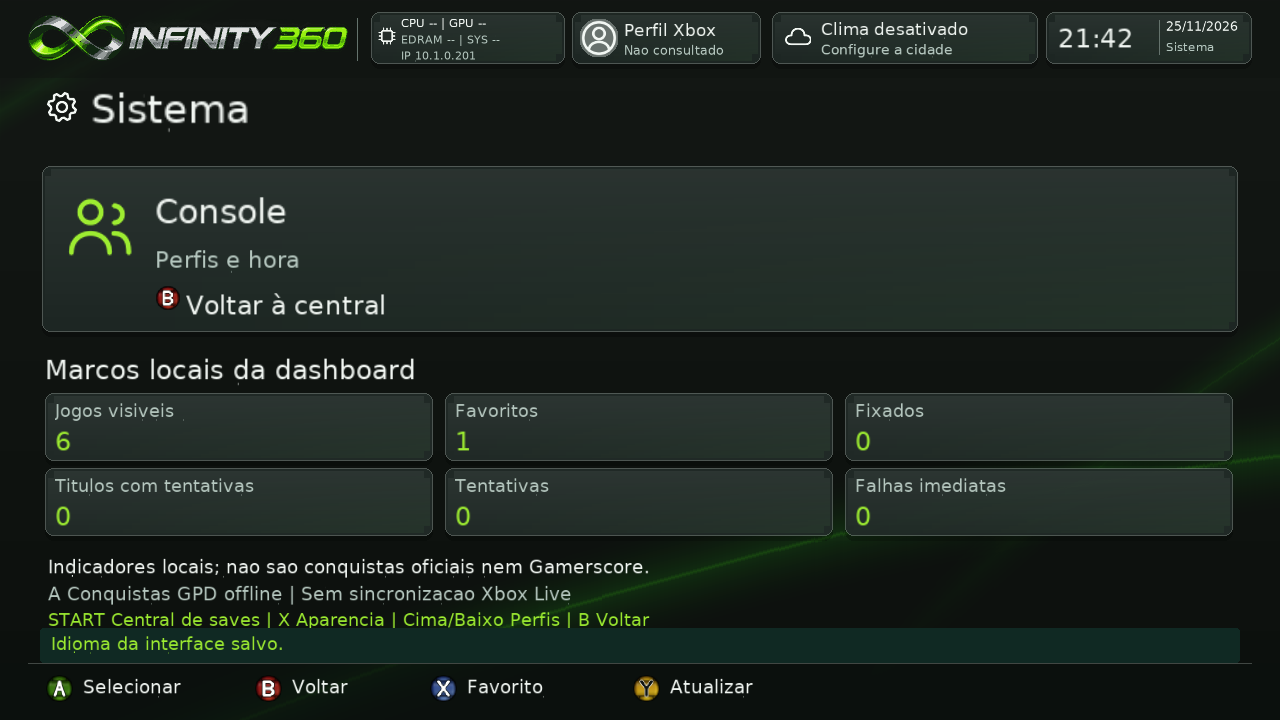 INFINITY 360
CPU -- | GPU --
EDRAM -- | SYS --
IP 10.1.0.201
Perfil Xbox
Nao consultado
Clima desativado
Configure a cidade
21:42
25/11/2026
Sistema
Sistema
Console
Perfis e hora
B Voltar à central
Marcos locais da dashboard
Jogos visiveis
6
Favoritos
1
Fixados
0
Titulos com tentativas
0
Tentativas
0
Falhas imediatas
0
Indicadores locais; nao sao conquistas oficiais nem Gamerscore.
A Conquistas GPD offline | Sem sincronizacao Xbox Live
START Central de saves | X Aparencia | Cima/Baixo Perfis | B Voltar
Idioma da interface salvo.
A Selecionar B Voltar X Favorito Y Atualizar